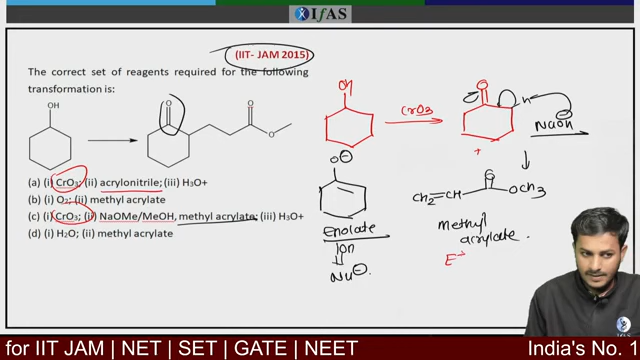 IFAS
(IIT- JAM 2015)
The correct set of reagents required for the following
transformation is:
OH
O
O
O
(a) (i) CrO₃; (ii) acrylonitrile; (iii) H₃O+
(b) (i) O₂; (ii) methyl acrylate
(c) (i) CrO₃; (ii) NaOMe/MeOH, methyl acrylate; (iii) H₃O+
(d) (i) H₂O; (ii) methyl acrylate
OH
CrO₃
O
H
NaOH
+
O⊖
Enolate
ion
Nu⊖
O
CH₂=CH
OCH₃
Methyl
acrylate.
E⁺
for IIT JAM | NET | SET | GATE | NEET
India's No. 1